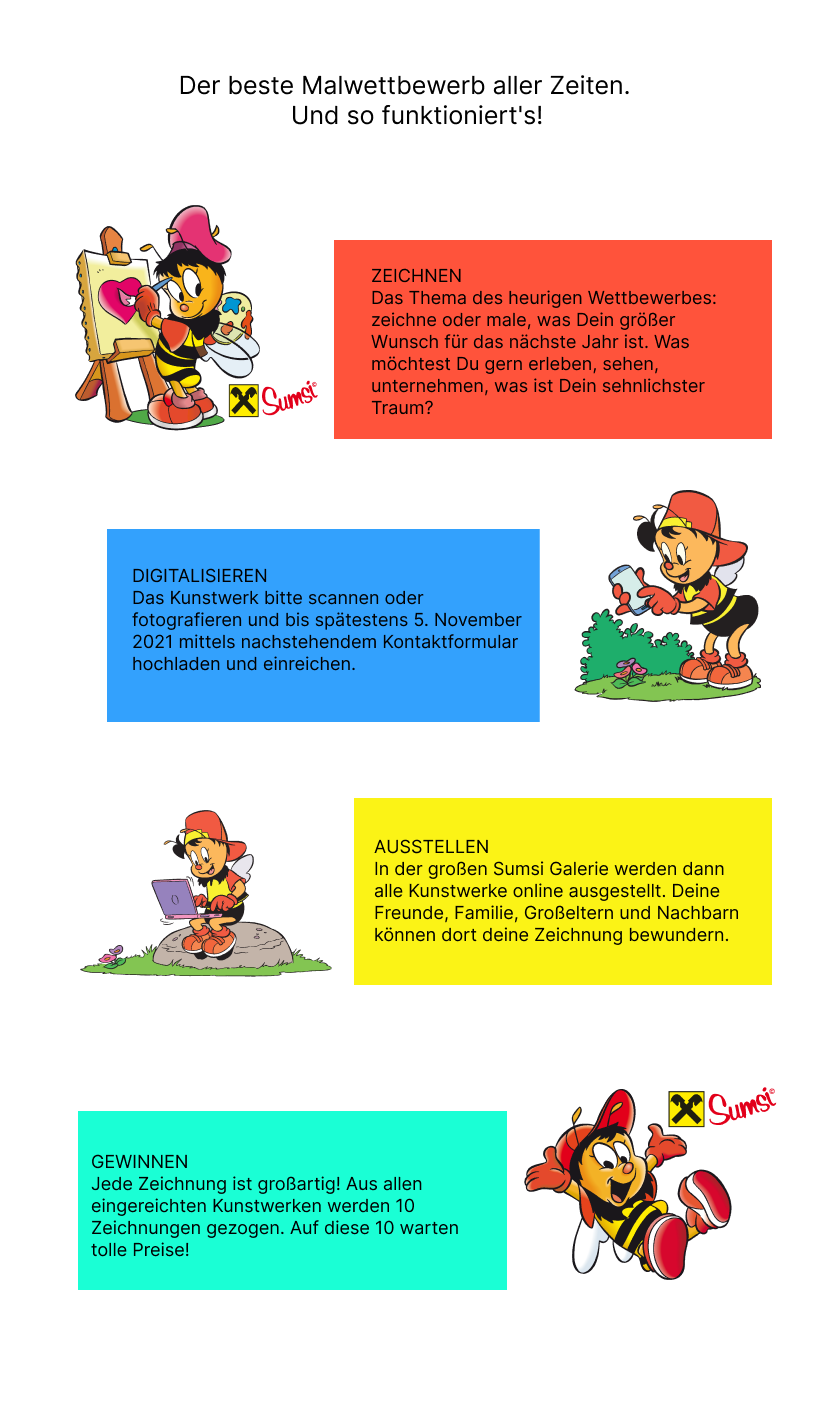 Der beste Malwettbewerb aller Zeiten.
Und so funktioniert's!
ZEICHNEN
Das Thema des heurigen Wettbewerbes:
zeichne oder male, was Dein größer
Wunsch für das nächste Jahr ist. Was
möchtest Du gern erleben, sehen,
unternehmen, was ist Dein sehnlichster
Traum?
Sumsi©
DIGITALISIEREN
Das Kunstwerk bitte scannen oder
fotografieren und bis spätestens 5. November
2021 mittels nachstehendem Kontaktformular
hochladen und einreichen.
AUSSTELLEN
In der großen Sumsi Galerie werden dann
alle Kunstwerke online ausgestellt. Deine
Freunde, Familie, Großeltern und Nachbarn
können dort deine Zeichnung bewundern.
Sumsi©
GEWINNEN
Jede Zeichnung ist großartig! Aus allen
eingereichten Kunstwerken werden 10
Zeichnungen gezogen. Auf diese 10 warten
tolle Preise!